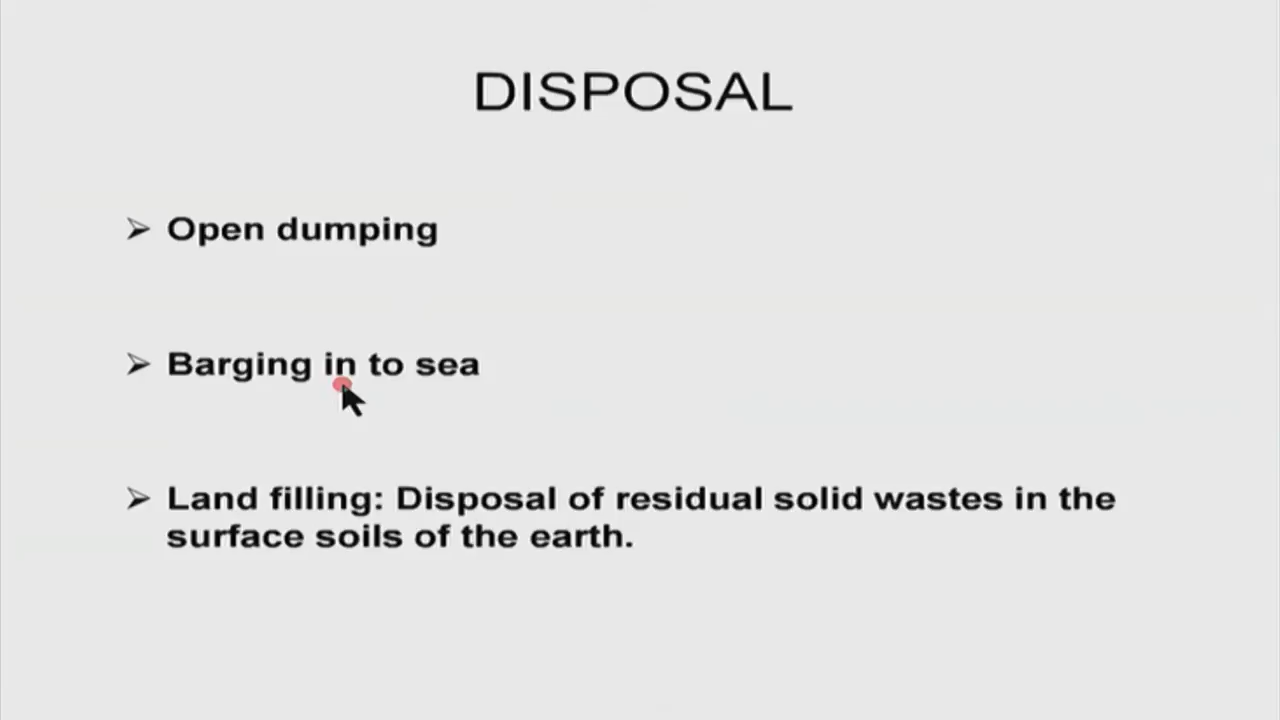 DISPOSAL
➢ Open dumping
➢ Barging in to sea
➢ Land filling: Disposal of residual solid wastes in the
surface soils of the earth.